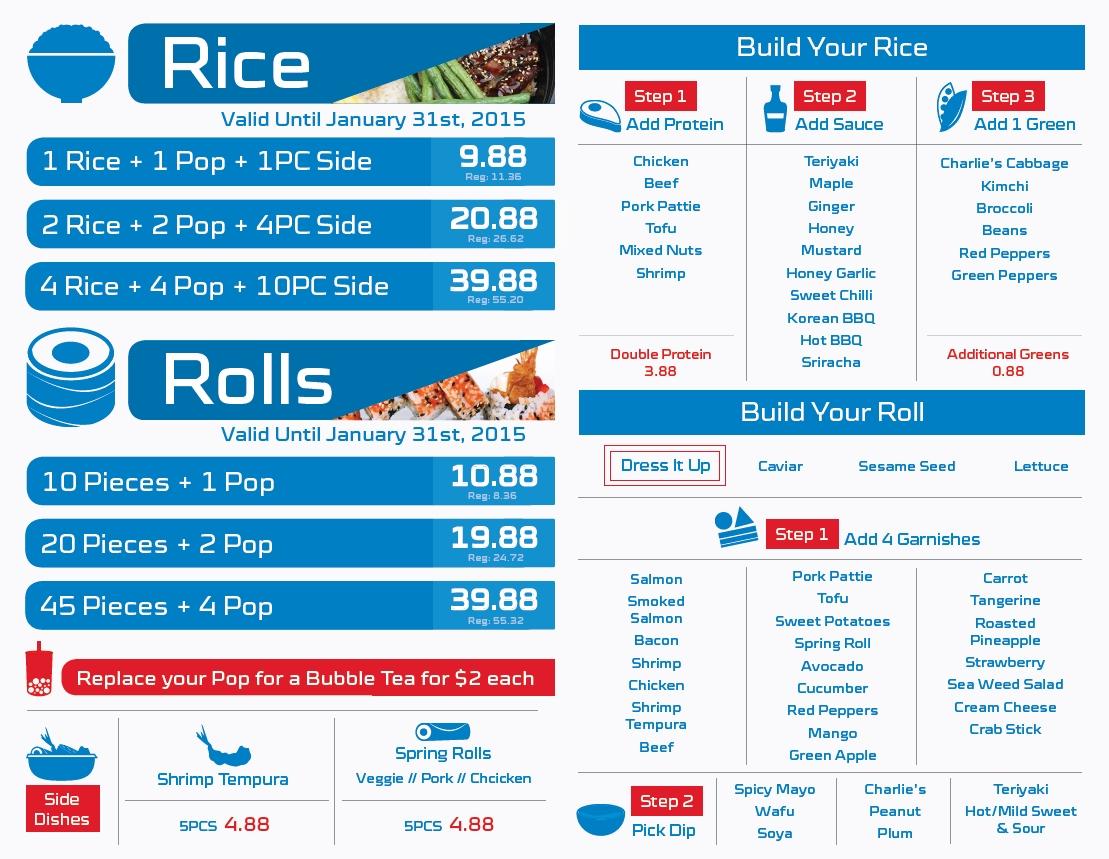 Rice
Valid Until January 31st, 2015
1 Rice + 1 Pop + 1PC Side
9.88
Reg: 11.36
2 Rice + 2 Pop + 4PC Side
20.88
Reg: 26.62
4 Rice + 4 Pop + 10PC Side
39.88
Reg: 55.20
Rolls
Valid Until January 31st, 2015
10 Pieces + 1 Pop
10.88
Reg: 8.36
20 Pieces + 2 Pop
19.88
Reg: 24.72
45 Pieces + 4 Pop
39.88
Reg: 55.32
Replace your Pop for a Bubble Tea for $2 each
Side
Dishes
Shrimp Tempura
5PCS 4.88
Spring Rolls
Veggie // Pork // Chcicken
5PCS 4.88
Build Your Rice
Step 1
Add Protein
Chicken
Beef
Pork Pattie
Tofu
Mixed Nuts
Shrimp
Double Protein
3.88
Step 2
Add Sauce
Teriyaki
Maple
Ginger
Honey
Mustard
Honey Garlic
Sweet Chilli
Korean BBQ
Hot BBQ
Sriracha
Step 3
Add 1 Green
Charlie's Cabbage
Kimchi
Broccoli
Beans
Red Peppers
Green Peppers
Additional Greens
0.88
Build Your Roll
Dress It Up
Caviar
Sesame Seed
Lettuce
Step 1
Add 4 Garnishes
Salmon
Smoked
Salmon
Bacon
Shrimp
Chicken
Shrimp
Tempura
Beef
Pork Pattie
Tofu
Sweet Potatoes
Spring Roll
Avocado
Cucumber
Red Peppers
Mango
Green Apple
Carrot
Tangerine
Roasted
Pineapple
Strawberry
Sea Weed Salad
Cream Cheese
Crab Stick
Step 2
Pick Dip
Spicy Mayo
Wafu
Soya
Charlie's
Peanut
Plum
Teriyaki
Hot/Mild Sweet
& Sour